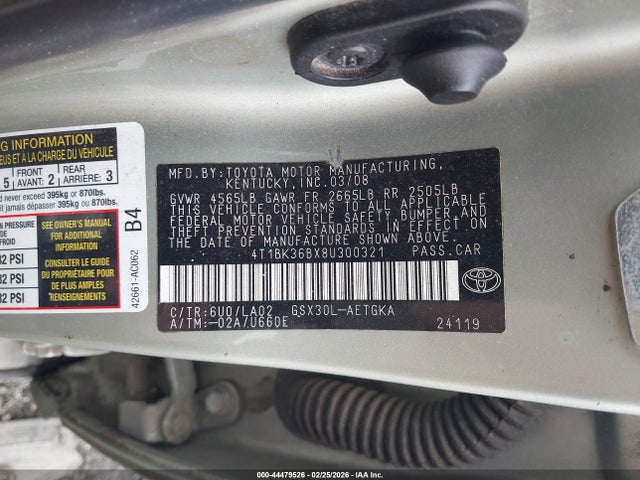 NG INFORMATION
EUS ET À LA CHARGE DU VÉHICULE
5 FRONT AVANT: 2 REAR ARRIÈRE: 3
never exceed 395kg or 870lbs.
it jamais dépasser 395kg ou 870lbs.
SEE OWNER'S MANUAL
FOR ADDITIONAL
INFORMATION
VOIR LE GUIDE
DU PROPRIÉTAIRE
POUR PLUS DE
RENSEIGNEMENTS
32 PSI
32 PSI
32 PSI
42661-AC062
B4
MFD.BY:TOYOTA MOTOR MANUFACTURING,
KENTUCKY, INC.03/08
GVWR 4565LB GAWR FR 2665LB RR 2505LB
THIS VEHICLE CONFORMS TO ALL APPLICABLE
FEDERAL MOTOR VEHICLE SAFETY, BUMPER,AND
THEFT PREVENTION STANDARDS IN EFFECT ON
THE DATE OF MANUFACTURE SHOWN ABOVE.
4T1BK36BX8U300321 PASS.CAR
C/TR:6U0/LA02 GSX30L-AETGKA
A/TM:-02A/U660E 24119
TOYOTA
000-44479526 - 02/25/2026 - IAA, Inc.